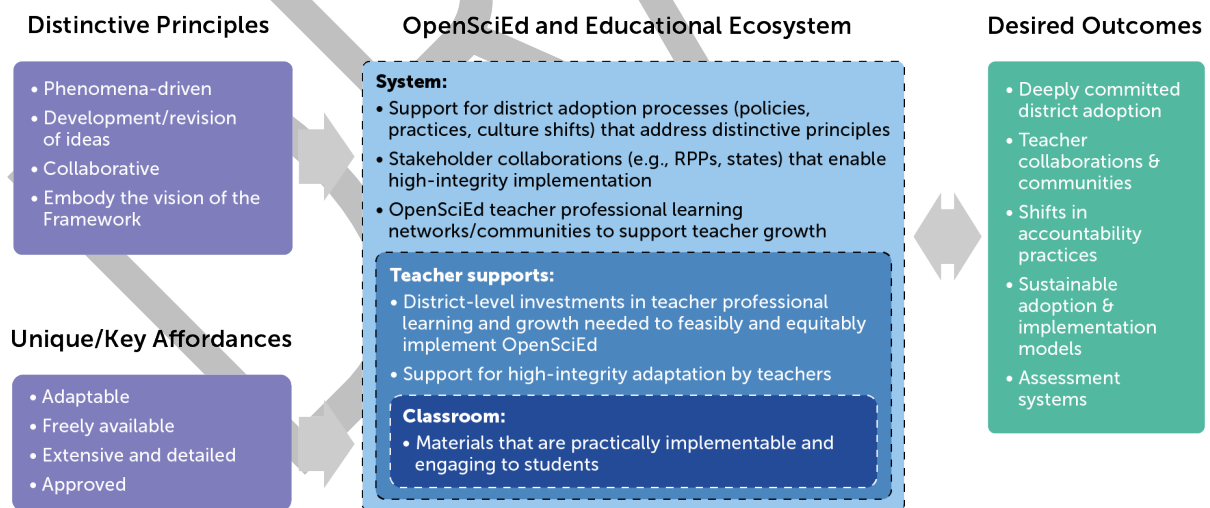 Distinctive Principles
• Phenomena-driven
• Development/revision
of ideas
• Collaborative
• Embody the vision of the
Framework
Unique/Key Affordances
• Adaptable
• Freely available
• Extensive and detailed
• Approved
OpenSciEd and Educational Ecosystem
System:
• Support for district adoption processes (policies,
practices, culture shifts) that address distinctive principles
• Stakeholder collaborations (e.g., RPPs, states) that enable
high-integrity implementation
• OpenSciEd teacher professional learning
networks/communities to support teacher growth
Teacher supports:
• District-level investments in teacher professional
learning and growth needed to feasibly and equitably
implement OpenSciEd
• Support for high-integrity adaptation by teachers
Classroom:
• Materials that are practically implementable and
engaging to students
Desired Outcomes
• Deeply committed
district adoption
• Teacher
collaborations &
communities
• Shifts in
accountability
practices
• Sustainable
adoption &
implementation
models
• Assessment
systems